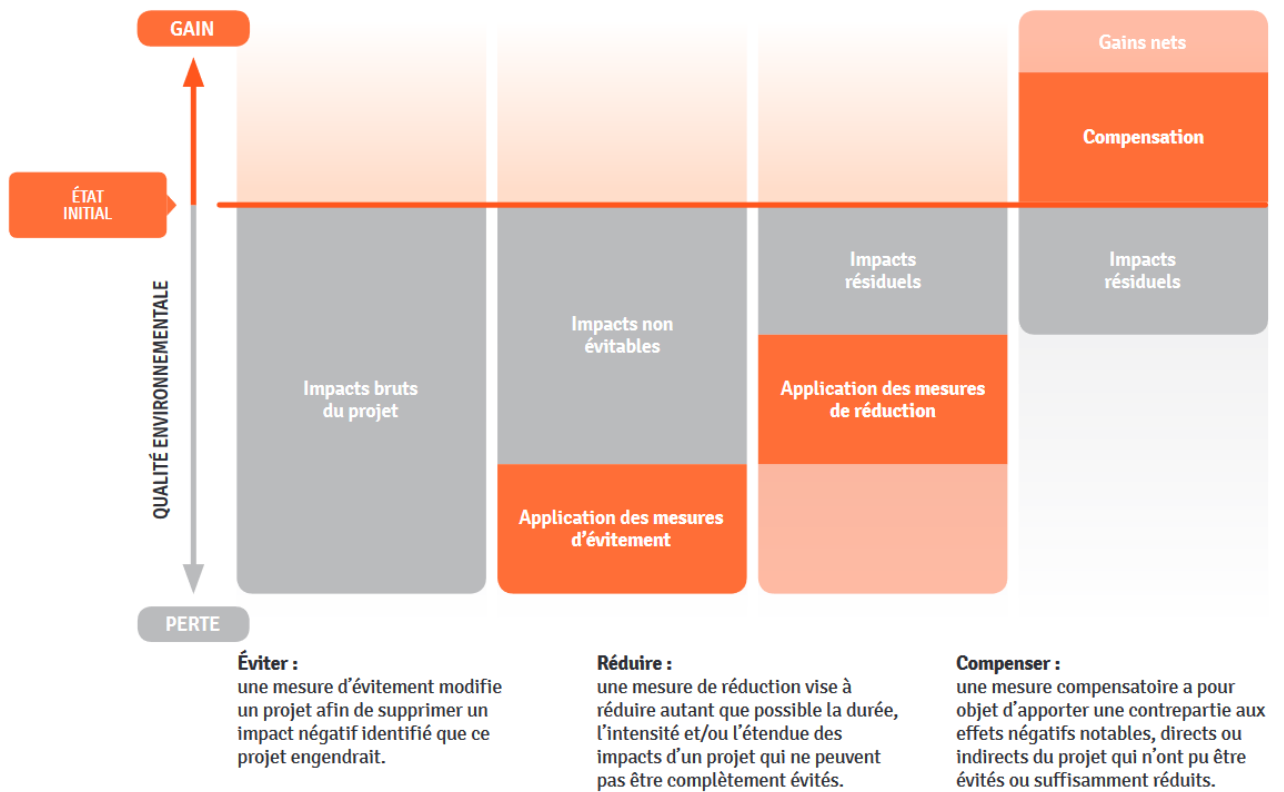 GAIN
ÉTAT
INITIAL
QUALITÉ ENVIRONNEMENTALE
PERTE
Impacts bruts
du projet
Impacts non
évitables
Application des mesures
d’évitement
Impacts
résiduels
Application des mesures
de réduction
Gains nets
Compensation
Impacts
résiduels
Éviter :
une mesure d’évitement modifie
un projet afin de supprimer un
impact négatif identifié que ce
projet engendrait.
Réduire :
une mesure de réduction vise à
réduire autant que possible la durée,
l’intensité et/ou l’étendue des
impacts d’un projet qui ne peuvent
pas être complètement évités.
Compenser :
une mesure compensatoire a pour
objet d’apporter une contrepartie aux
effets négatifs notables, directs ou
indirects du projet qui n’ont pu être
évités ou suffisamment réduits.